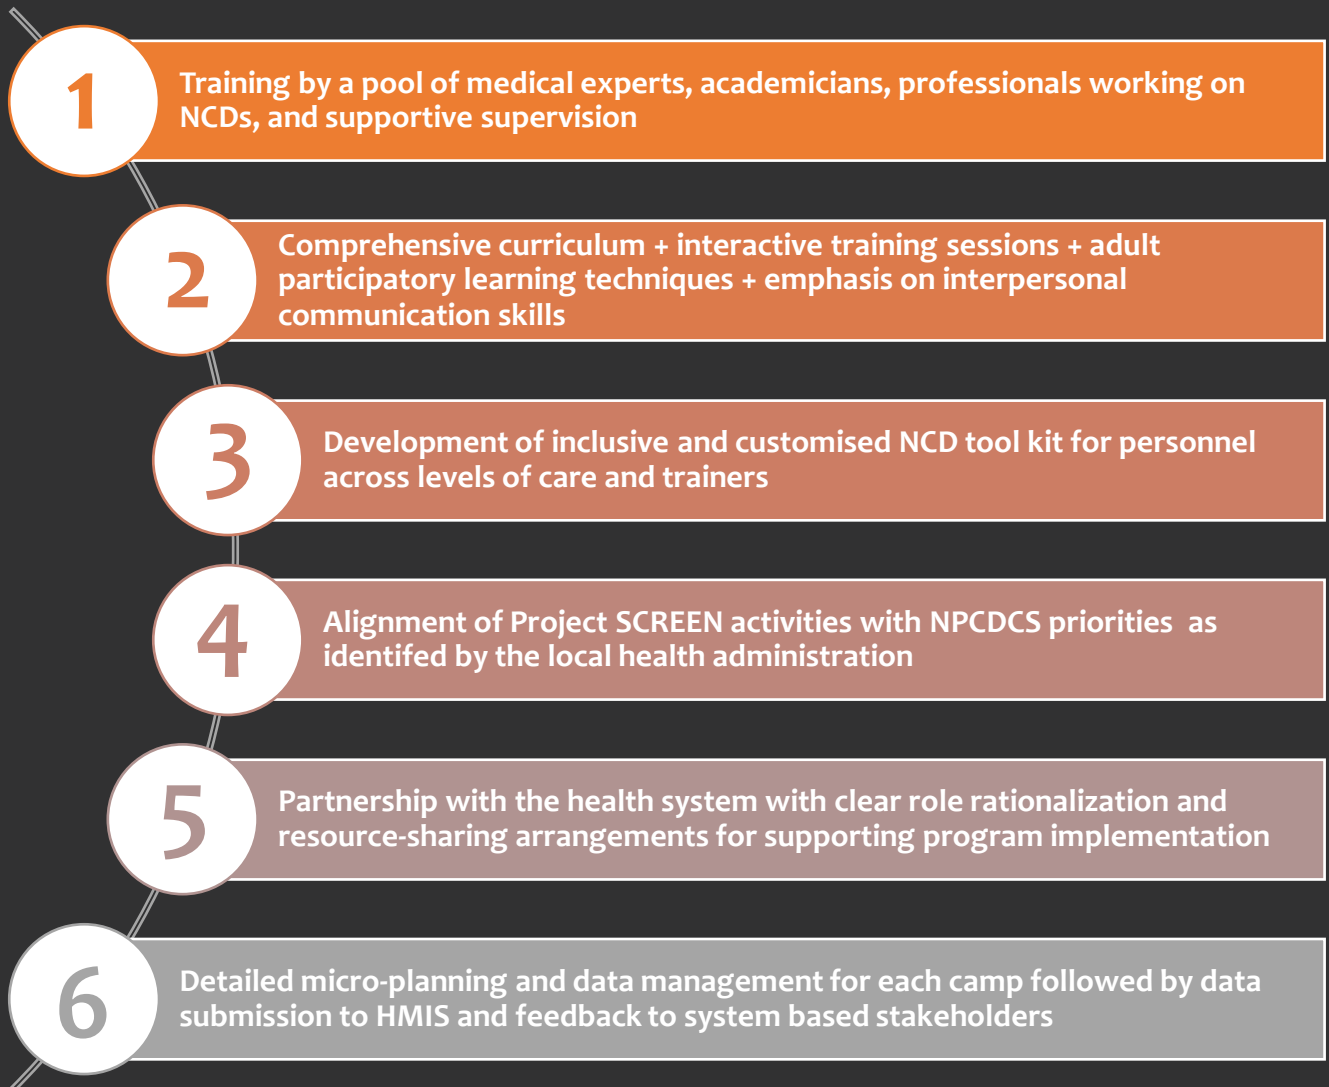 1
Training by a pool of medical experts, academicians, professionals working on
NCDs, and supportive supervision
2
Comprehensive curriculum + interactive training sessions + adult
participatory learning techniques + emphasis on interpersonal
communication skills
3
Development of inclusive and customised NCD tool kit for personnel
across levels of care and trainers
4
Alignment of Project SCREEN activities with NPCDCS priorities as
identifed by the local health administration
5
Partnership with the health system with clear role rationalization and
resource-sharing arrangements for supporting program implementation
6
Detailed micro-planning and data management for each camp followed by data
submission to HMIS and feedback to system based stakeholders